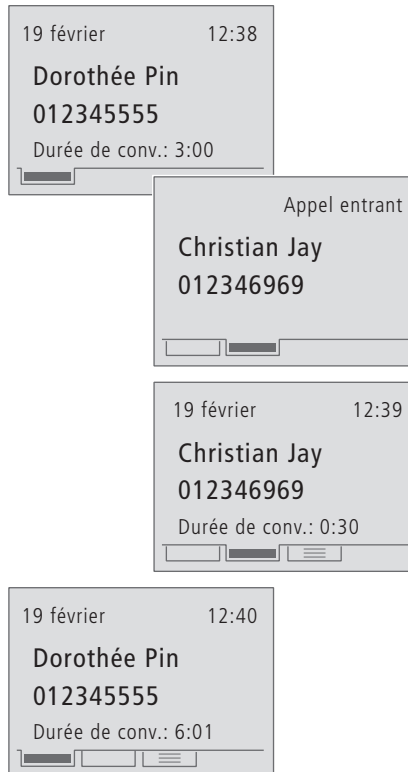 19 février 12:38
Dorothée Pin
012345555
Durée de conv.: 3:00
Appel entrant
Christian Jay
012346969
19 février 12:39
Christian Jay
012346969
Durée de conv.: 0:30
19 février 12:40
Dorothée Pin
012345555
Durée de conv.: 6:01